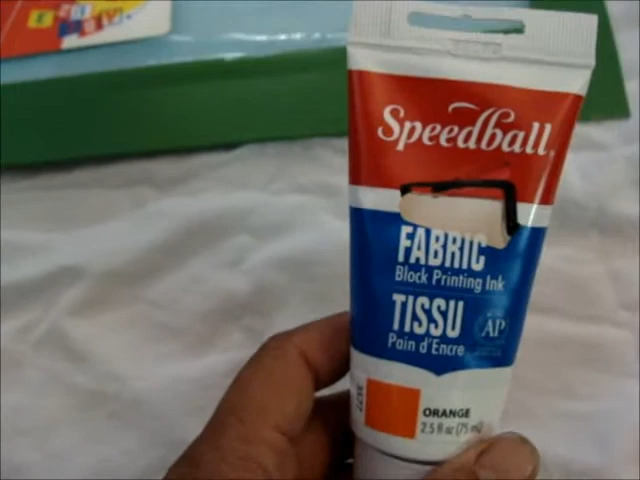 Speedball
FABRIC
Block Printing Ink
TISSU
Pain d'Encre
AP
ORANGE
2.5 fl oz (75 ml)